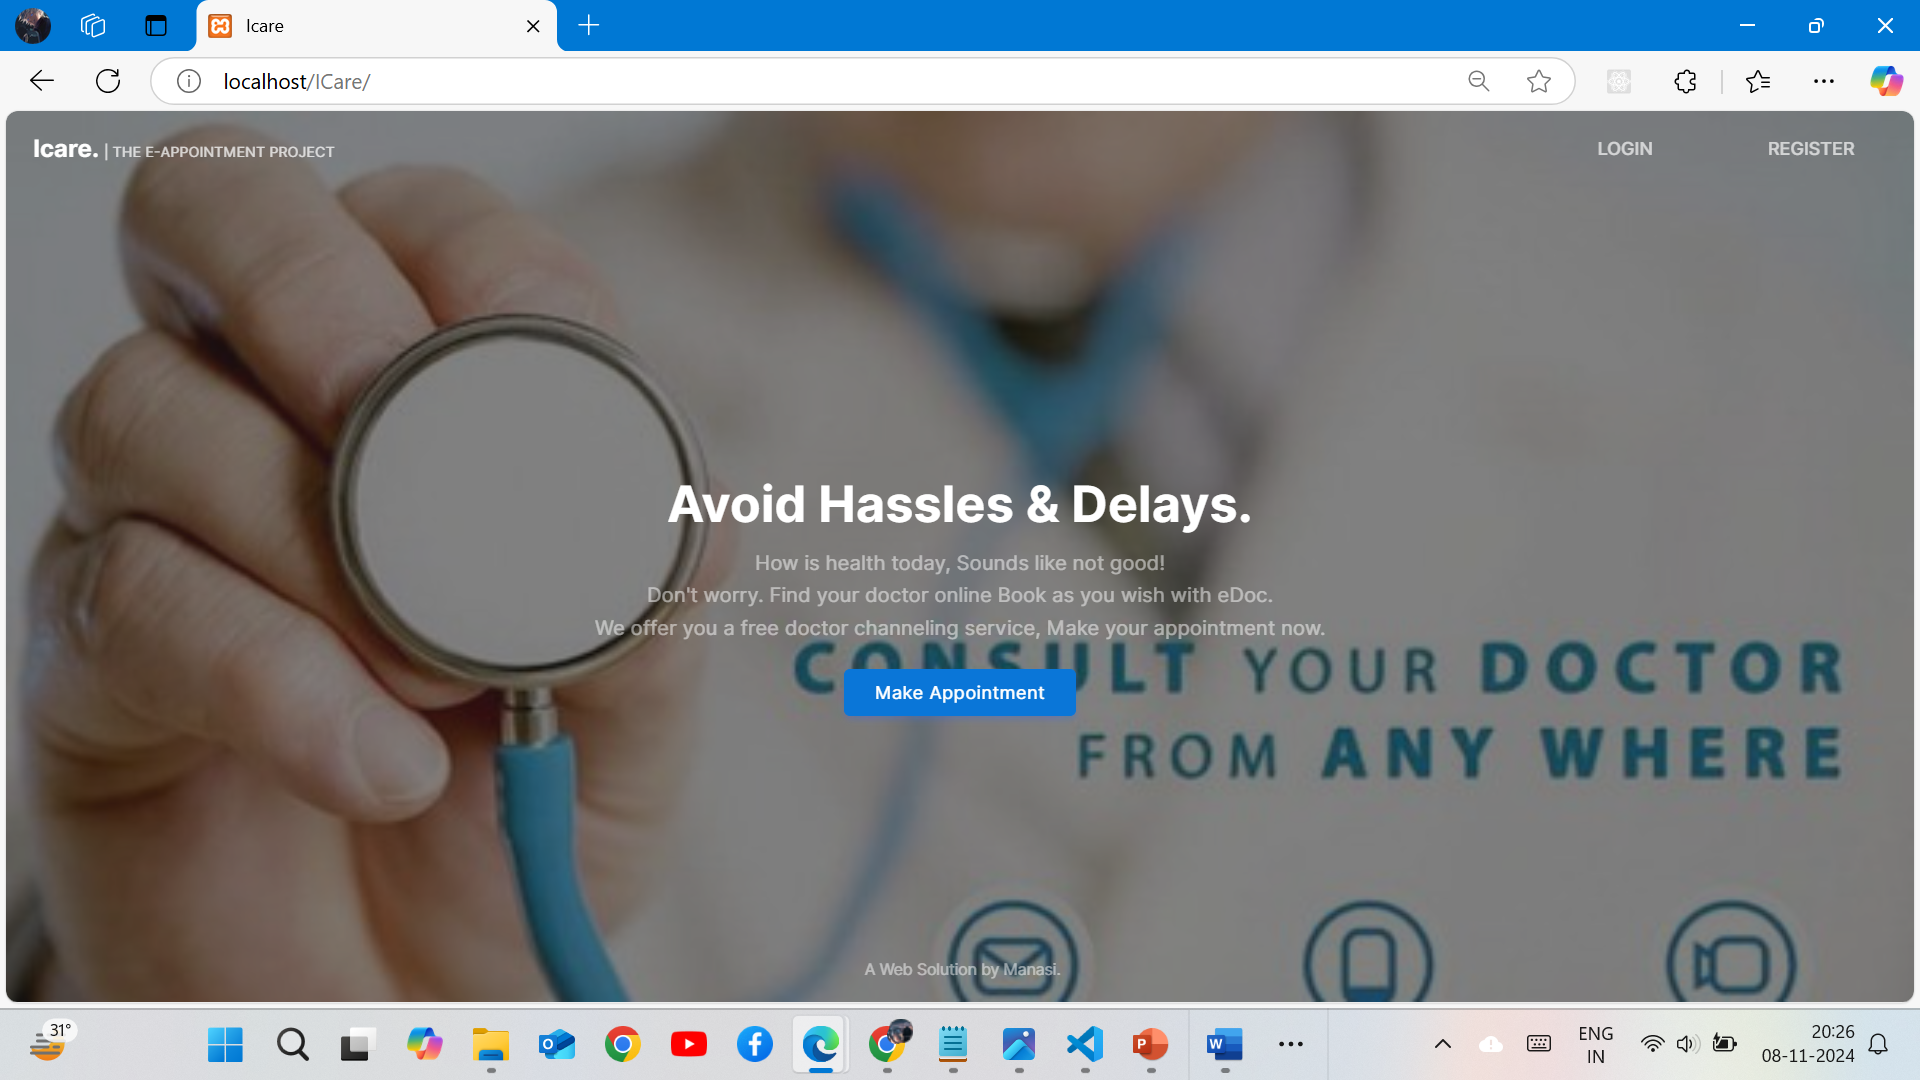 Icare
localhost/ICare/
Icare. | THE E-APPOINTMENT PROJECT
LOGIN
REGISTER
Avoid Hassles & Delays.
How is health today, Sounds like not good!
Don't worry. Find your doctor online Book as you wish with eDoc.
We offer you a free doctor channeling service, Make your appointment now.
CONSULT YOUR DOCTOR
Make Appointment
FROM ANY WHERE
A Web Solution by Manasi.
31°
ENG
IN
20:26
08-11-2024